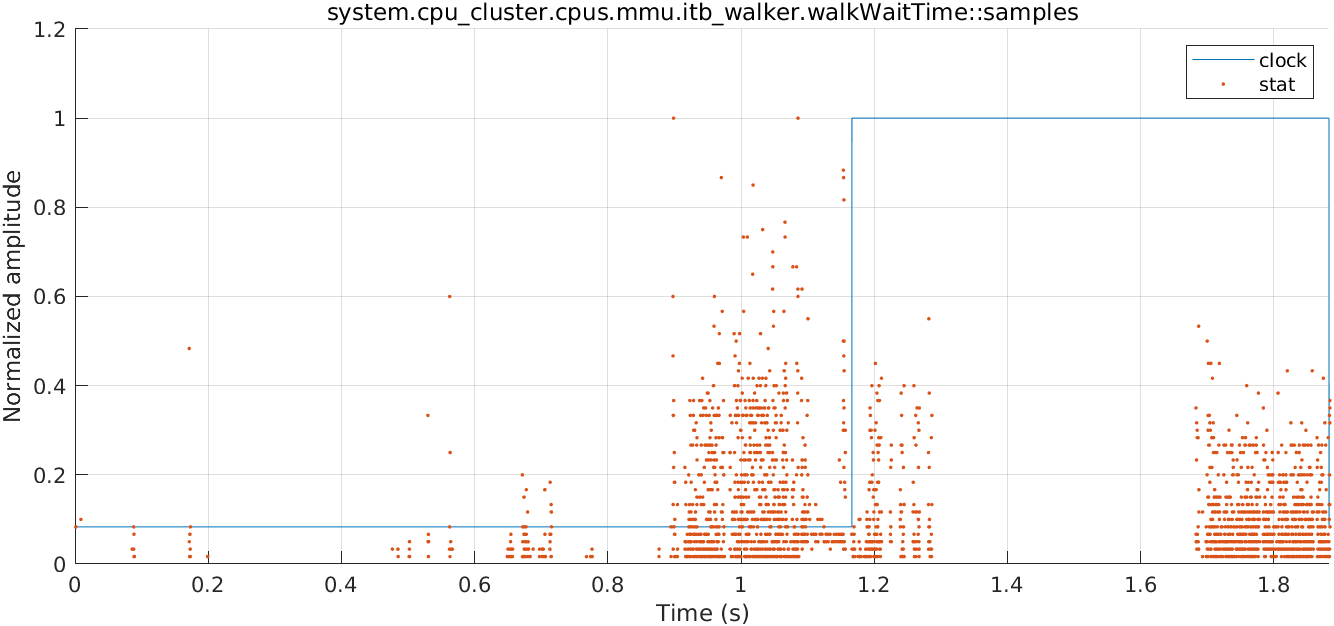 system.cpu_cluster.cpus.mmu.itb_walker.walkWaitTime::samples
1.2
1
0.8
0.6
0.4
0.2
0
Normalized amplitude
clock
stat
0 0.2 0.4 0.6 0.8 1 1.2 1.4 1.6 1.8
Time (s)